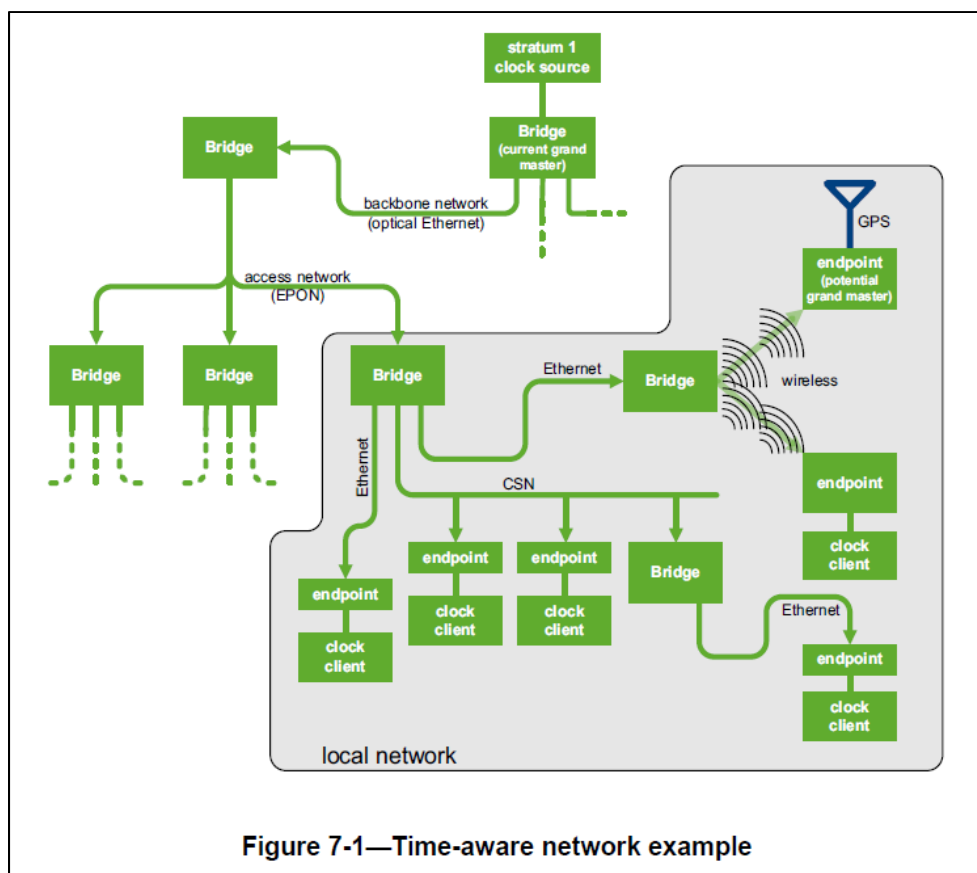 stratum 1
clock source
Bridge
(current grand
master)
Bridge
backbone network
(optical Ethernet)
GPS
endpoint
(potential
grand master)
access network
(EPON)
Bridge
Bridge
Bridge
Ethernet
Bridge
wireless
Ethernet
CSN
endpoint
clock
client
endpoint
clock
client
endpoint
clock
client
Bridge
endpoint
clock
client
Ethernet
endpoint
clock
client
local network
Figure 7-1—Time-aware network example